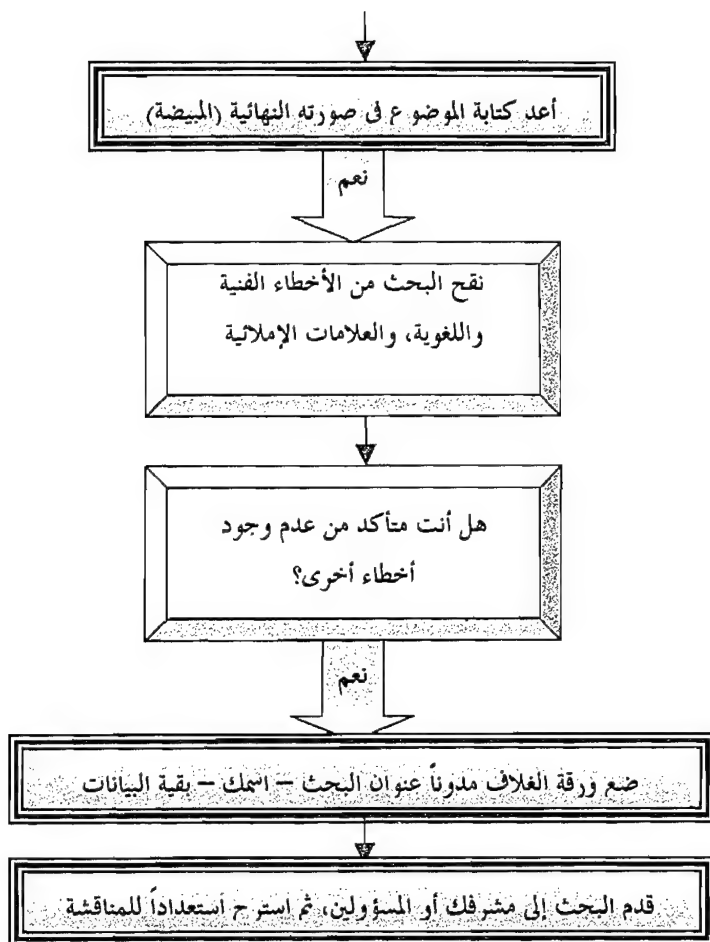 أعد كتابة الموضوع فى صورته النهائية (المبيضة)
نعم
نقح البحث من الأخطاء الفنية
واللغوية، والعلامات الإملائية
هل أنت متأكد من عدم وجود
أخطاء أخرى؟
نعم
ضع ورقة الغلاف مدوناً عنوان البحث – اسمك – بقية البيانات
قدم البحث إلى مشرفك أو المسؤولين، ثم استرح أستعداداً للمناقشة